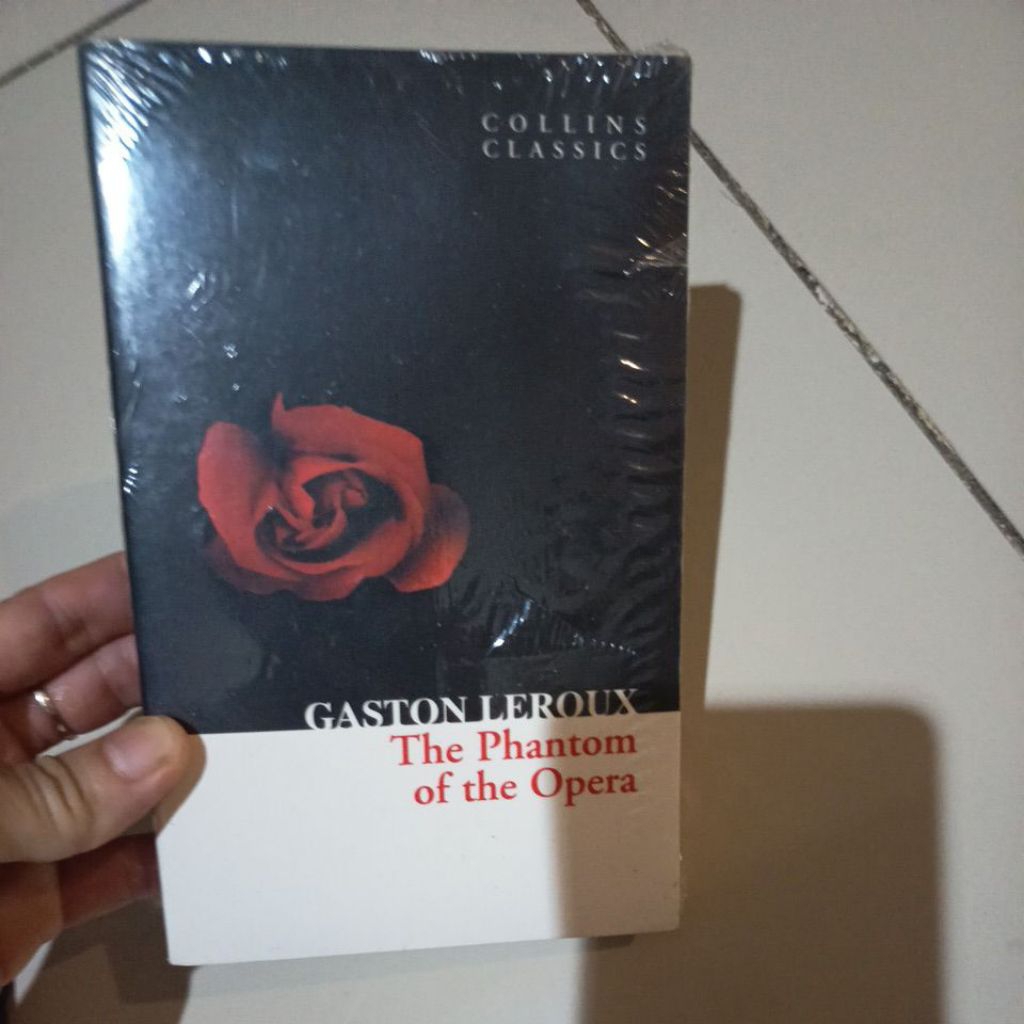 COLLINS
CLASSICS
GASTON LEROUX
The Phantom
of the Opera